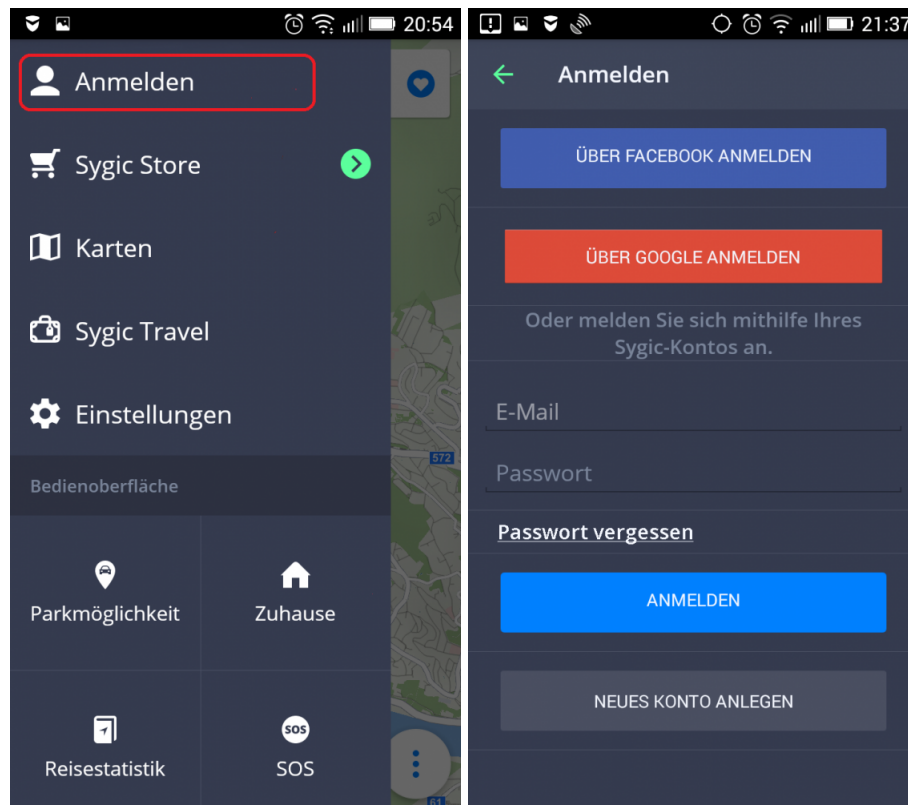 20:54
Anmelden
Sygic Store
Karten
Sygic Travel
Einstellungen
572
Bedienoberfläche
Parkmöglichkeit
Zuhause
Reisestatistik
SOS
SOS
61
21:37
Anmelden
ÜBER FACEBOOK ANMELDEN
ÜBER GOOGLE ANMELDEN
Oder melden Sie sich mithilfe Ihres
Sygic-Kontos an.
E-Mail
Passwort
Passwort vergessen
ANMELDEN
NEUES KONTO ANLEGEN